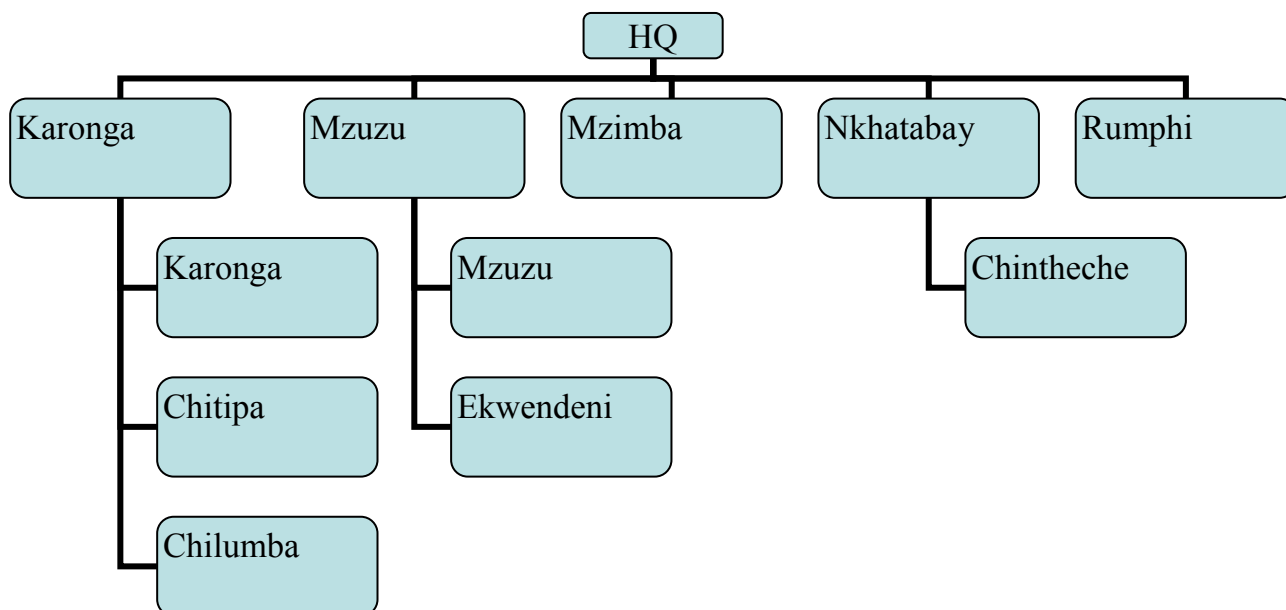 HQ
Karonga
Mzuzu
Mzimba
Nkhatabay
Rumphi
Karonga
Mzuzu
Chintheche
Chitipa
Ekwendeni
Chilumba